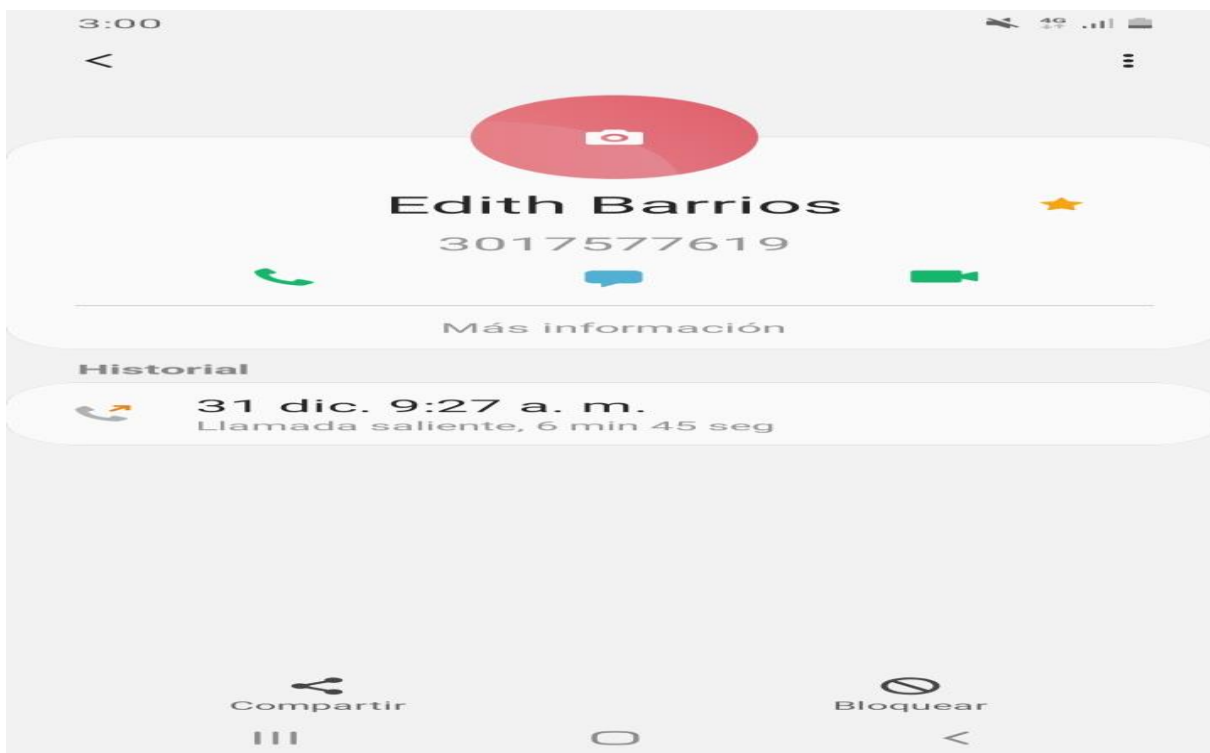 3:00
4G
Edith Barrios
3017577619
Más información
Historial
31 dic. 9:27 a. m.
Llamada saliente, 6 min 45 seg
Compartir
Bloquear